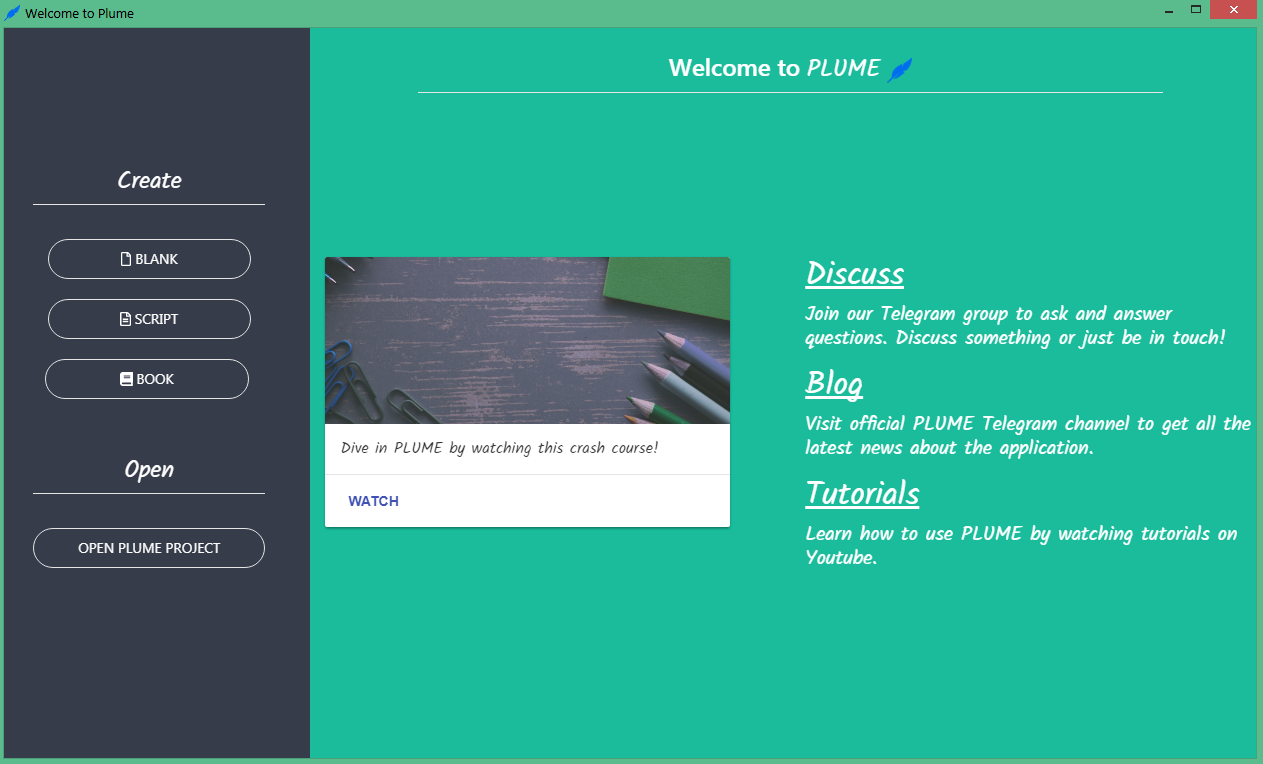 Welcome to Plume
Create
BLANK
SCRIPT
BOOK
Open
OPEN PLUME PROJECT
Welcome to PLUME
Dive in PLUME by watching this crash course!
WATCH
Discuss
Join our Telegram group to ask and answer
questions. Discuss something or just be in touch!
Blog
Visit official PLUME Telegram channel to get all the
latest news about the application.
Tutorials
Learn how to use PLUME by watching tutorials on
Youtube.